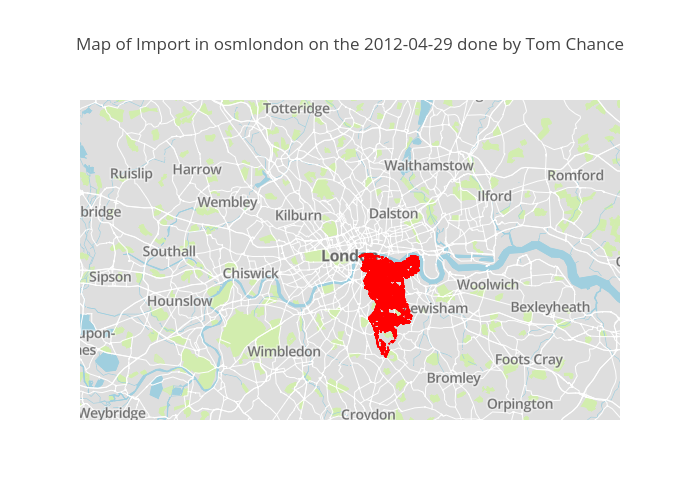 Map of Import in osmlondon on the 2012-04-29 done by Tom Chance
Totteridge
Walthamstow
Ruislip
Harrow
Romford
Ilford
Wembley
bridge
Kilburn
Dalston
Southall
London
Chiswick
Sipson
Woolwich
Hounslow
ewisham
Bexleyheath
upon-
mes
Wimbledon
Foots Cray
Bromley
Orpington
Weybridge
Croydon